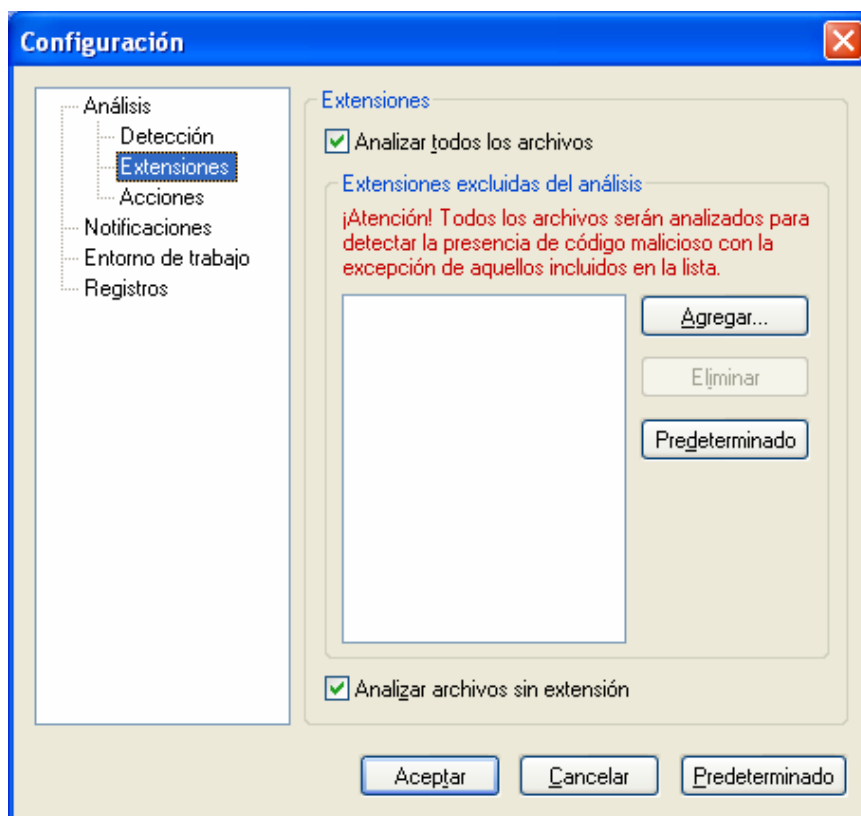 Configuración
Análisis
Detección
Extensiones
Acciones
Notificaciones
Entorno de trabajo
Registros
Extensiones
Analizar todos los archivos
Extensiones excluidas del análisis
¡Atención! Todos los archivos serán analizados para
detectar la presencia de código malicioso con la
excepción de aquellos incluidos en la lista.
Agregar...
Eliminar
Predeterminado
Analizar archivos sin extensión
Aceptar
Cancelar
Predeterminado